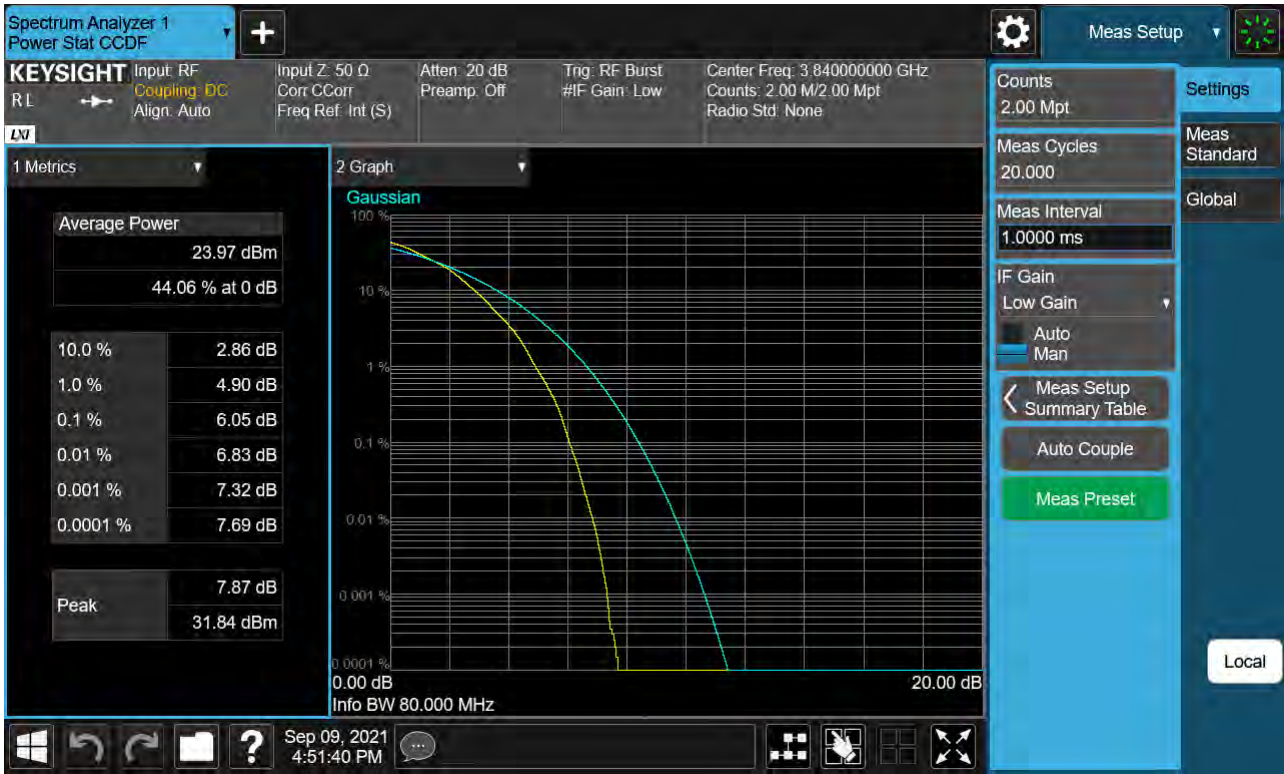 Spectrum Analyzer 1
Power Stat CCDF
+
Meas Setup
KEYSIGHT
RL
LXI
Input: RF
Coupling: DC
Align: Auto
Input Z: 50 Ω
Corr CCorr
Freq Ref: Int (S)
Atten: 20 dB
Preamp: Off
Trig: RF Burst
#IF Gain: Low
Center Freq: 3.840000000 GHz
Counts: 2.00 M/2.00 Mpt
Radio Std: None
1 Metrics
Average Power
23.97 dBm
44.06 % at 0 dB
10.0 % 2.86 dB
1.0 % 4.90 dB
0.1 % 6.05 dB
0.01 % 6.83 dB
0.001 % 7.32 dB
0.0001 % 7.69 dB
Peak
7.87 dB
31.84 dBm
2 Graph
Gaussian
100 %
10 %
1 %
0.1 %
0.01 %
0.001 %
0.0001 %
0.00 dB 20.00 dB
Info BW 80.000 MHz
Counts
2.00 Mpt
Meas Cycles
20.000
Meas Interval
1.0000 ms
IF Gain
Low Gain
Auto
Man
Meas Setup
Summary Table
Auto Couple
Meas Preset
Settings
Meas
Standard
Global
Local
?
Sep 09, 2021
4:51:40 PM